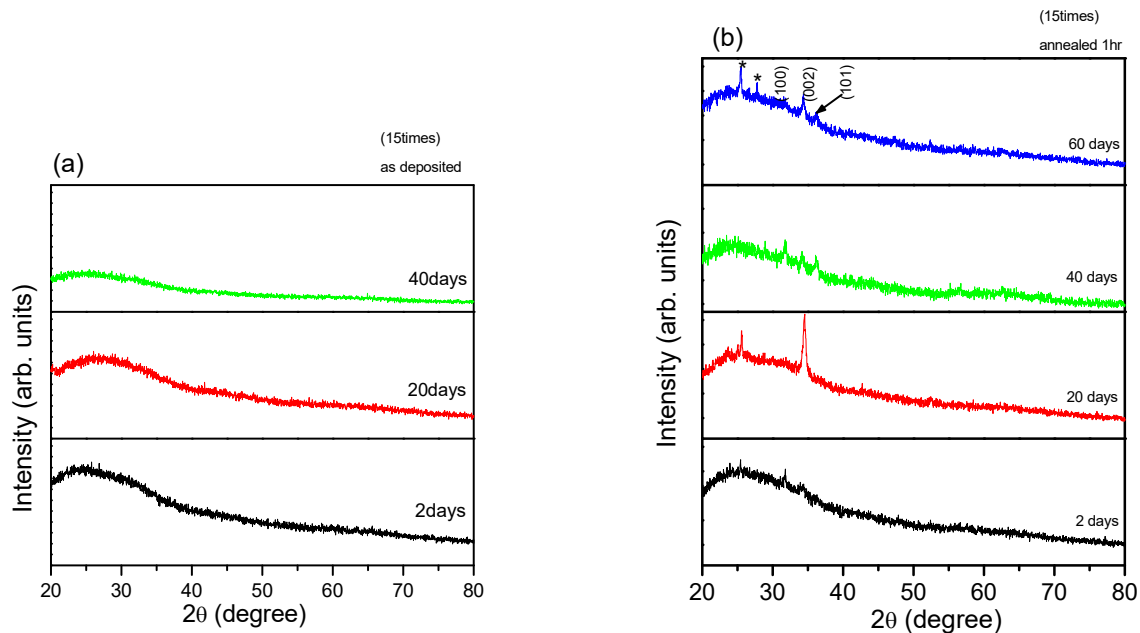 (a)
(15times)
as deposited
Intensity (arb. units)
40days
20days
2days
20 30 40 50 60 70 80
2θ (degree)
(b)
(15times)
annealed 1hr
Intensity (arb. units)
* * (100) (002) (101)
60 days
40 days
20 days
2 days
20 30 40 50 60 70 80
2θ (degree)